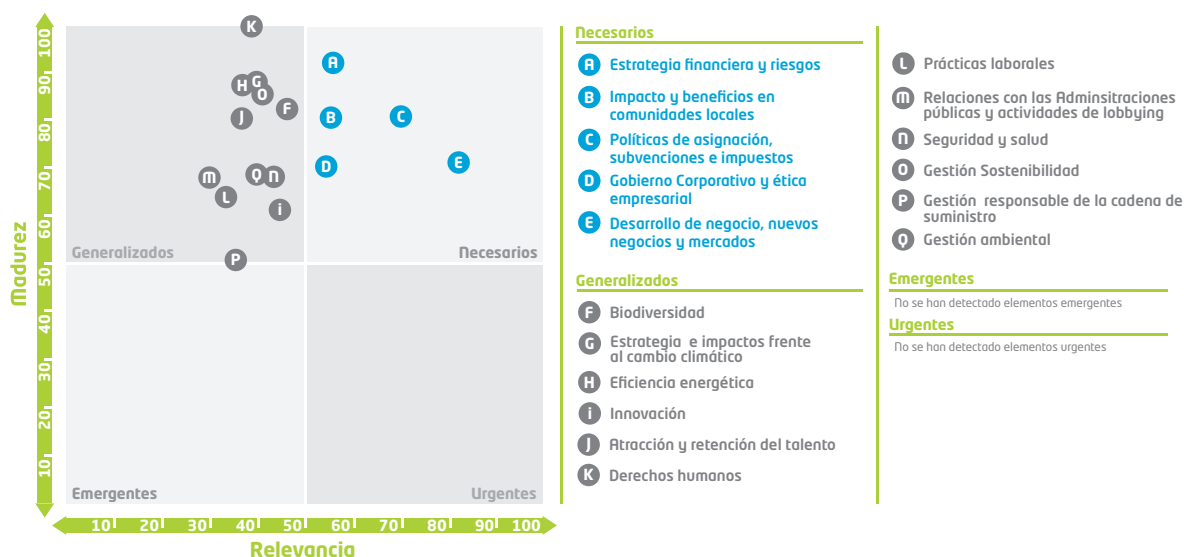 Madurez
100
90
80
70
60
50
40
30
20
10
K
A
H
G
O
F
J
B
C
D
E
M
Q
N
L
i
P
Generalizados
Necesarios
Emergentes
Urgentes
10 20 30 40 50 60 70 80 90 100
Relevancia
Necesarios
A Estrategia financiera y riesgos
B Impacto y beneficios en
comunidades locales
C Políticas de asignación,
subvenciones e impuestos
D Gobierno Corporativo y ética
empresarial
E Desarrollo de negocio, nuevos
negocios y mercados
Generalizados
F Biodiversidad
G Estrategia e impactos frente
al cambio climático
H Eficiencia energética
i Innovación
J Atracción y retención del talento
K Derechos humanos
L Prácticas laborales
M Relaciones con las Adminsitraciones
públicas y actividades de lobbying
N Seguridad y salud
O Gestión Sostenibilidad
P Gestión responsable de la cadena de
suministro
Q Gestión ambiental
Emergentes
No se han detectado elementos emergentes
Urgentes
No se han detectado elementos urgentes